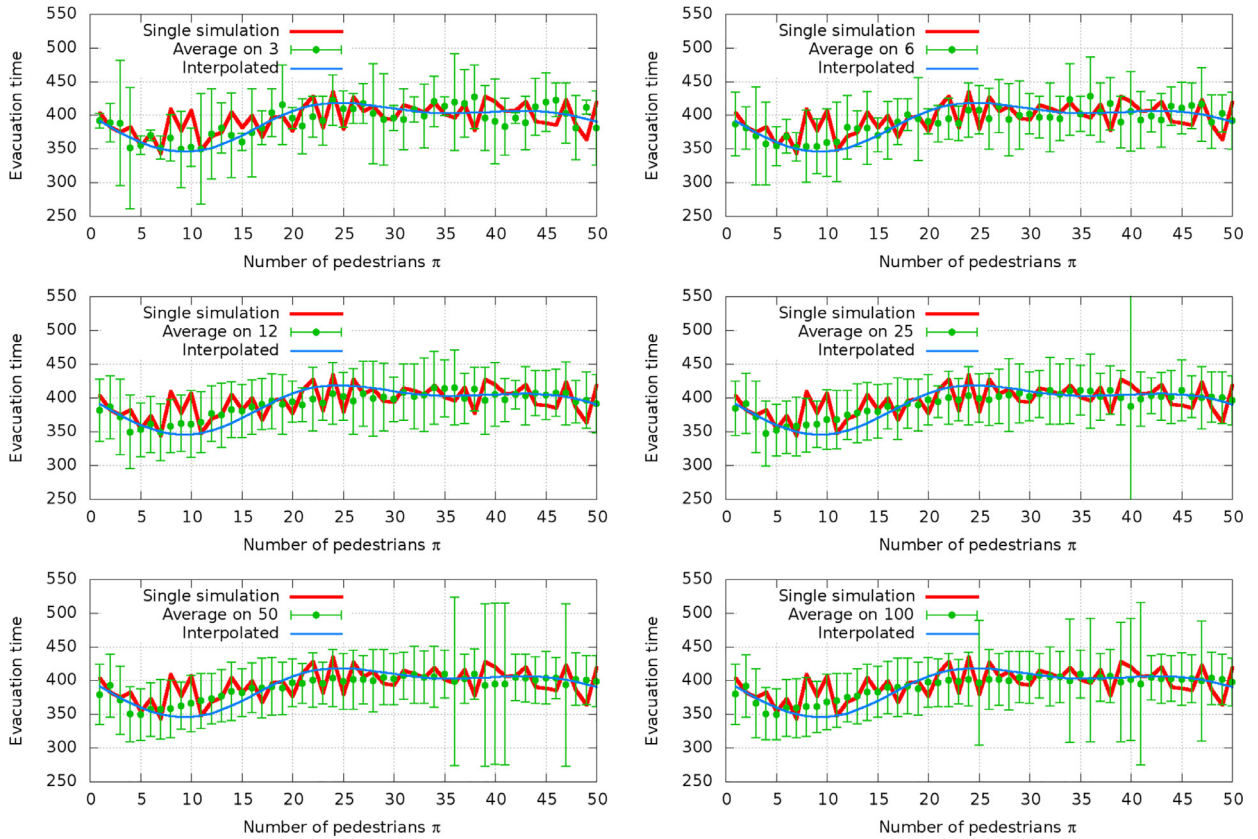 550
500
450
400
350
300
250
Evacuation time
Single simulation
Average on 3
Interpolated
0 5 10 15 20 25 30 35 40 45 50
Number of pedestrians π
550
500
450
400
350
300
250
Evacuation time
Single simulation
Average on 6
Interpolated
0 5 10 15 20 25 30 35 40 45 50
Number of pedestrians π
550
500
450
400
350
300
250
Evacuation time
Single simulation
Average on 12
Interpolated
0 5 10 15 20 25 30 35 40 45 50
Number of pedestrians π
550
500
450
400
350
300
250
Evacuation time
Single simulation
Average on 25
Interpolated
0 5 10 15 20 25 30 35 40 45 50
Number of pedestrians π
550
500
450
400
350
300
250
Evacuation time
Single simulation
Average on 50
Interpolated
0 5 10 15 20 25 30 35 40 45 50
Number of pedestrians π
550
500
450
400
350
300
250
Evacuation time
Single simulation
Average on 100
Interpolated
0 5 10 15 20 25 30 35 40 45 50
Number of pedestrians π